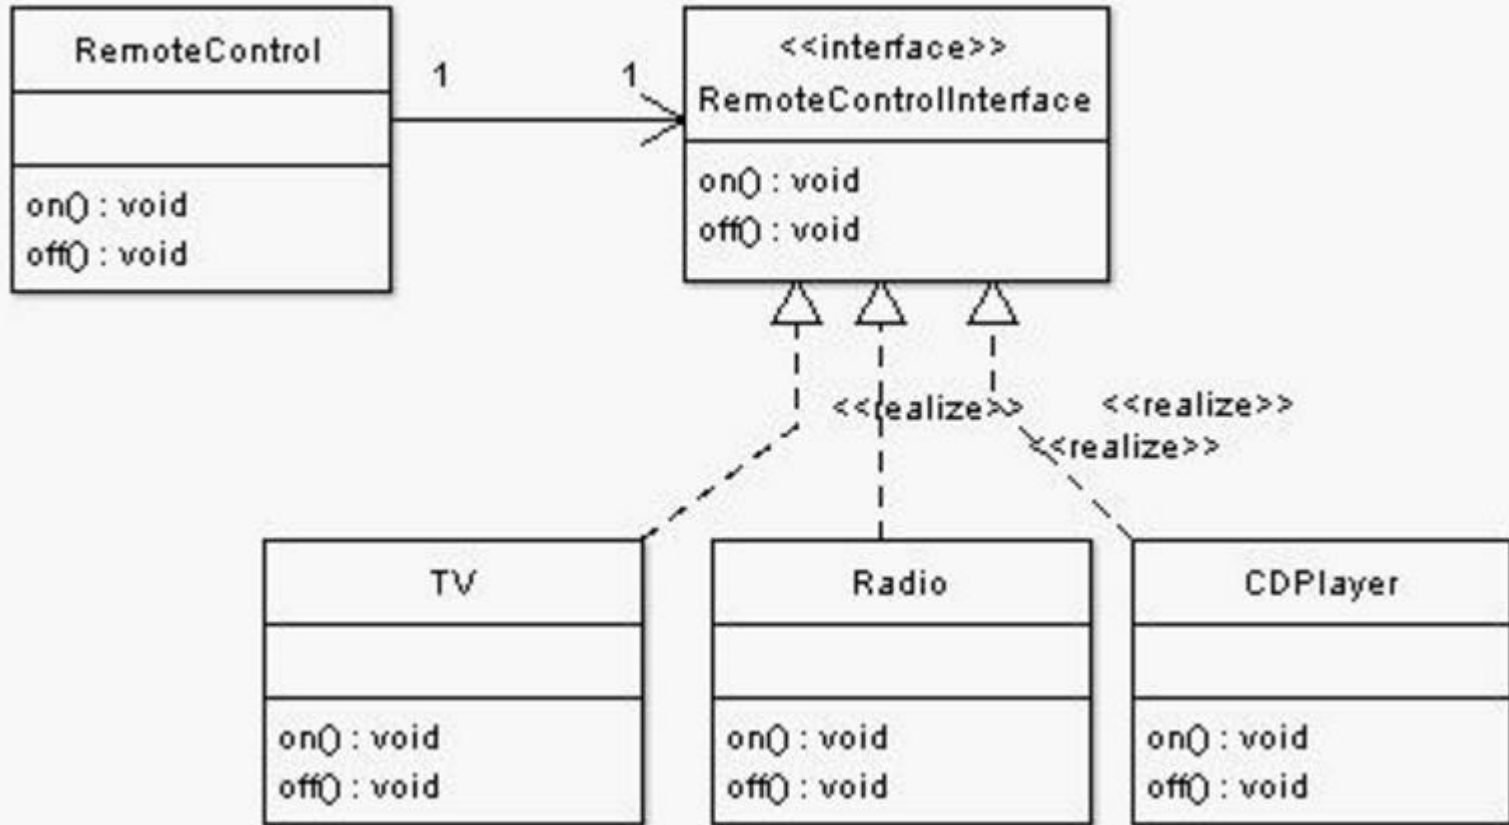 RemoteControl
on() : void
off() : void
1
1
<<interface>>
RemoteControlInterface
on() : void
off() : void
<<realize>>
<<realize>>
<<realize>>
TV
on() : void
off() : void
Radio
on() : void
off() : void
CDPlayer
on() : void
off() : void